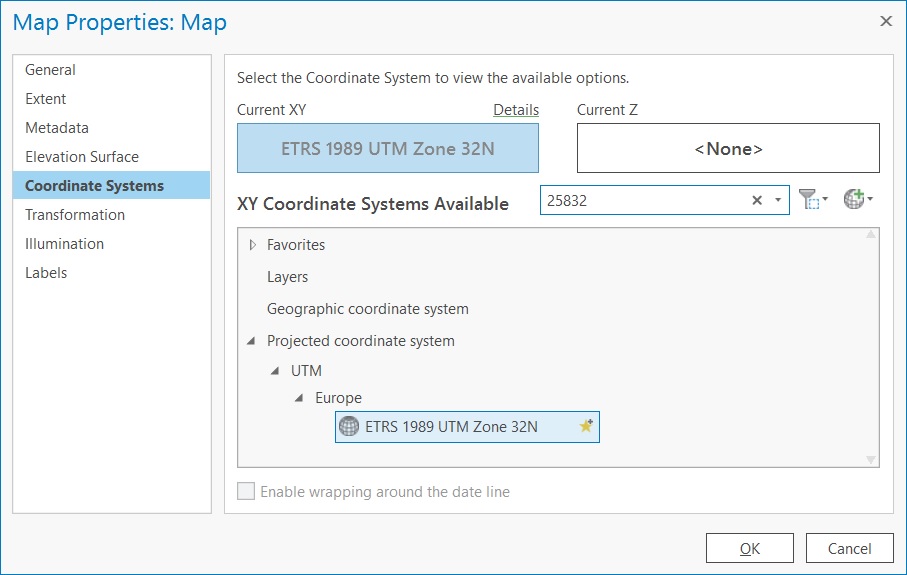 Map Properties: Map
General
Extent
Metadata
Elevation Surface
Coordinate Systems
Transformation
Illumination
Labels
Select the Coordinate System to view the available options.
Current XY
Details
Current Z
ETRS 1989 UTM Zone 32N
<None>
XY Coordinate Systems Available
25832
Favorites
Layers
Geographic coordinate system
Projected coordinate system
UTM
Europe
ETRS 1989 UTM Zone 32N
Enable wrapping around the date line
OK
Cancel